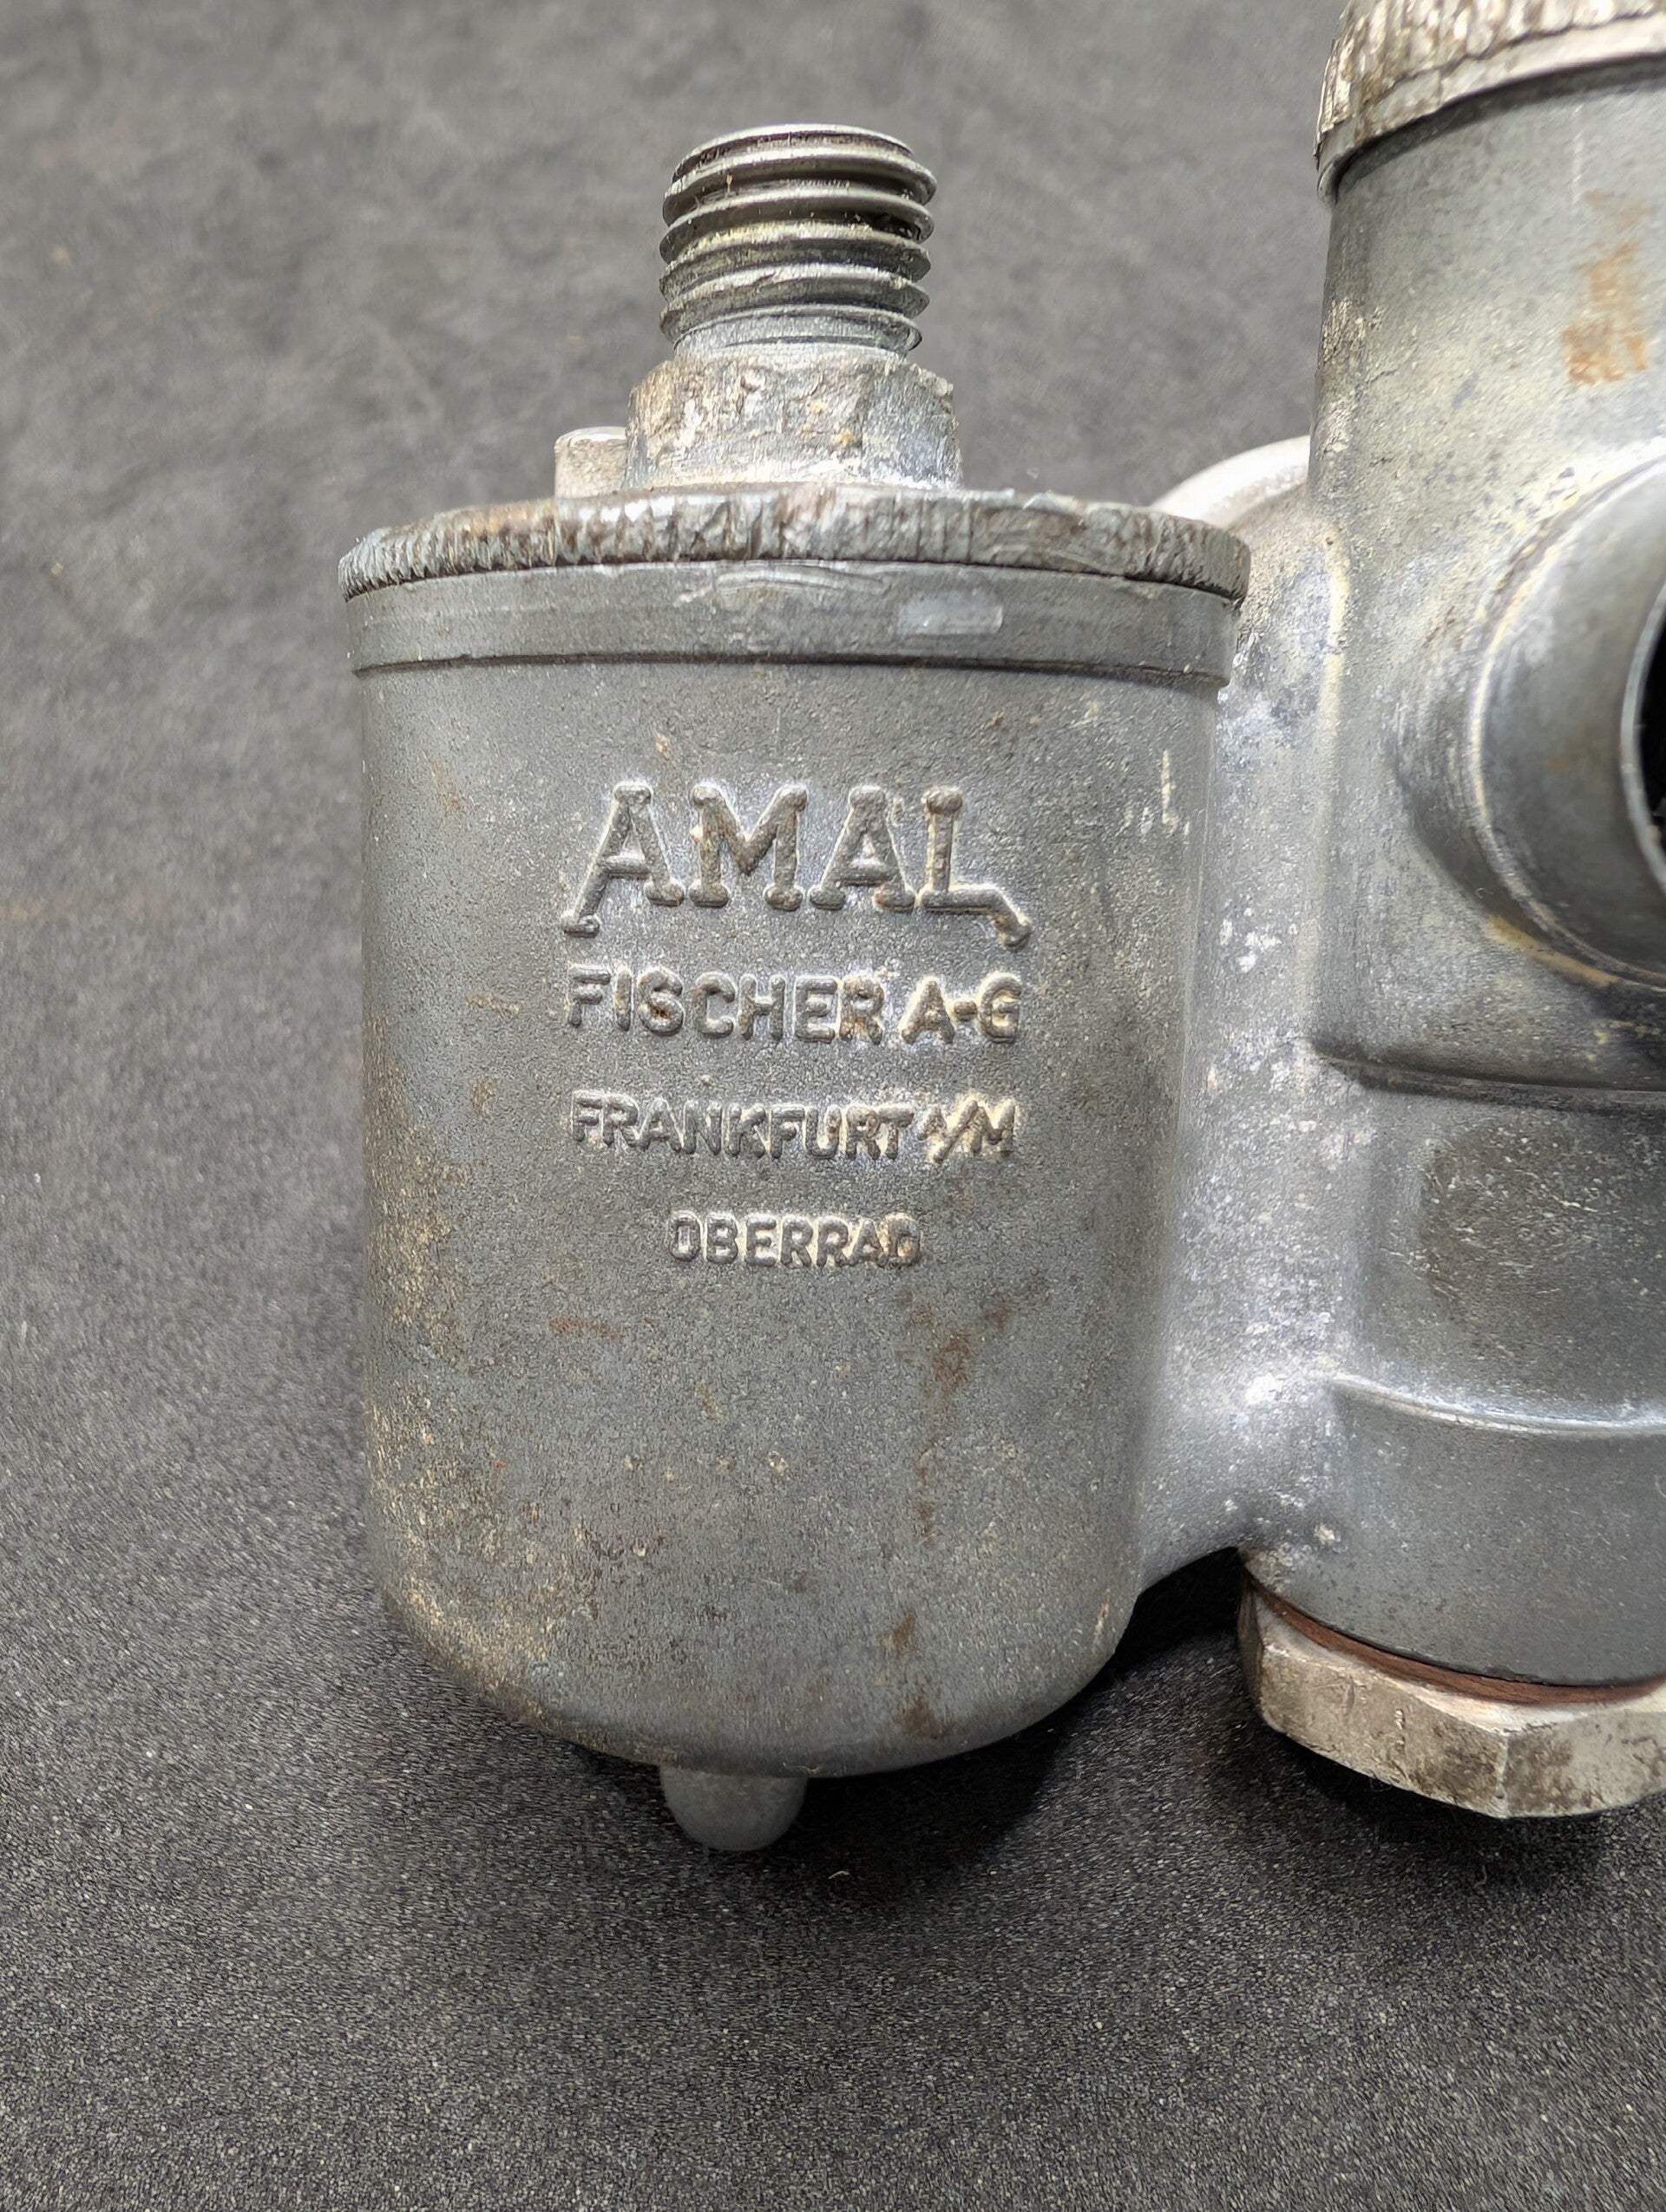 AMAL
FISCHER A-G
FRANKFURT A/M
OBERRAD